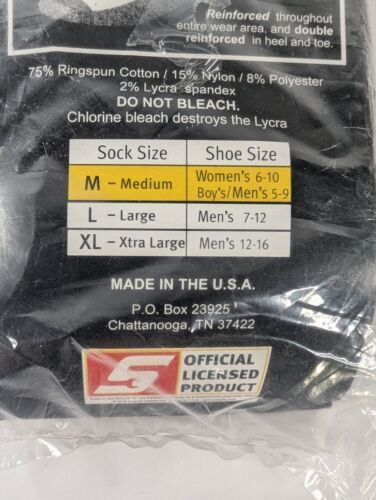 Reinforced throughout
entire wear area, and double
reinforced in heel and toe.
75% Ringspun Cotton / 15% Nylon / 8% Polyester
2% Lycra spandex
DO NOT BLEACH.
Chlorine bleach destroys the Lycra
Sock Size Shoe Size
M – Medium Women's 6-10
Boy's/Men's 5-9
L – Large Men's 7-12
XL – Xtra Large Men's 12-16
MADE IN THE U.S.A.
P.O. Box 23925
Chattanooga, TN 37422
S OFFICIAL
LICENSED
PRODUCT